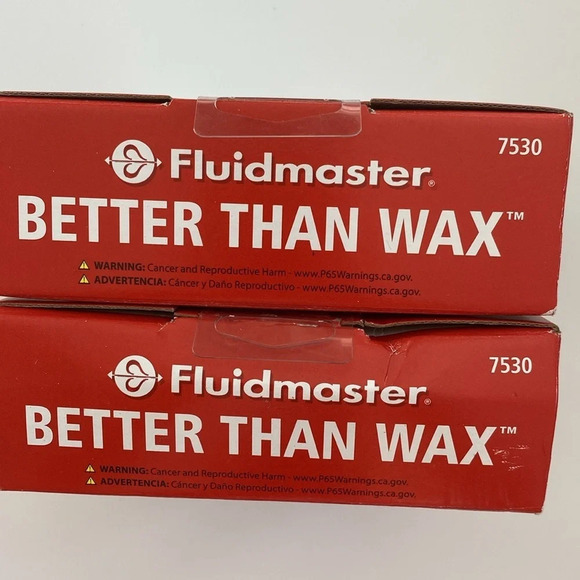 7530
Fluidmaster®
BETTER THAN WAX™
WARNING: Cancer and Reproductive Harm - www.P65Warnings.ca.gov.
ADVERTENCIA: Cáncer y Daño Reproductivo - www.P65Warnings.ca.gov.
7530
Fluidmaster®
BETTER THAN WAX™
WARNING: Cancer and Reproductive Harm - www.P65Warnings.ca.gov.
ADVERTENCIA: Cáncer y Daño Reproductivo - www.P65Warnings.ca.gov.